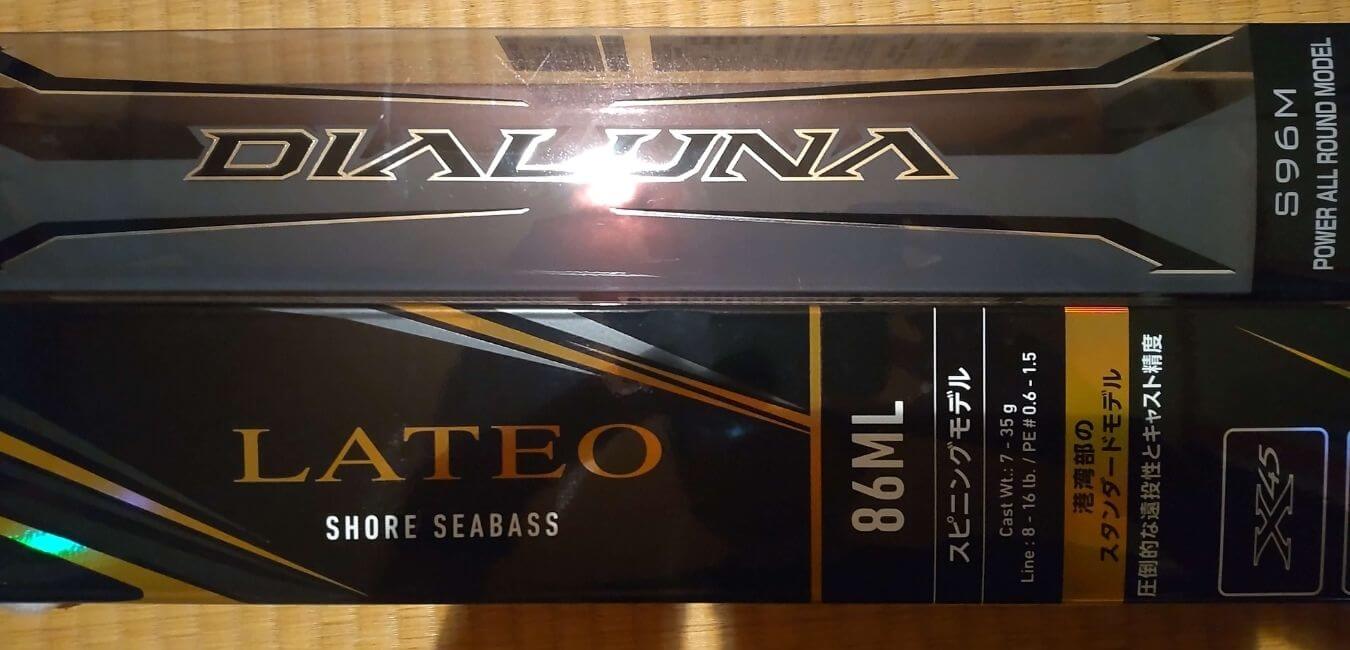 DIALUNA
S96M
POWER ALL ROUND MODEL
LATEO
SHORE SEABASS
86ML
スピニングモデル
Cast Wt.: 7 - 35 g
Line : 8 - 16 lb. / PE #0.6 - 1.5
港湾部の
スタンダードモデル
圧倒的な遠投性とキャスト精度
X45